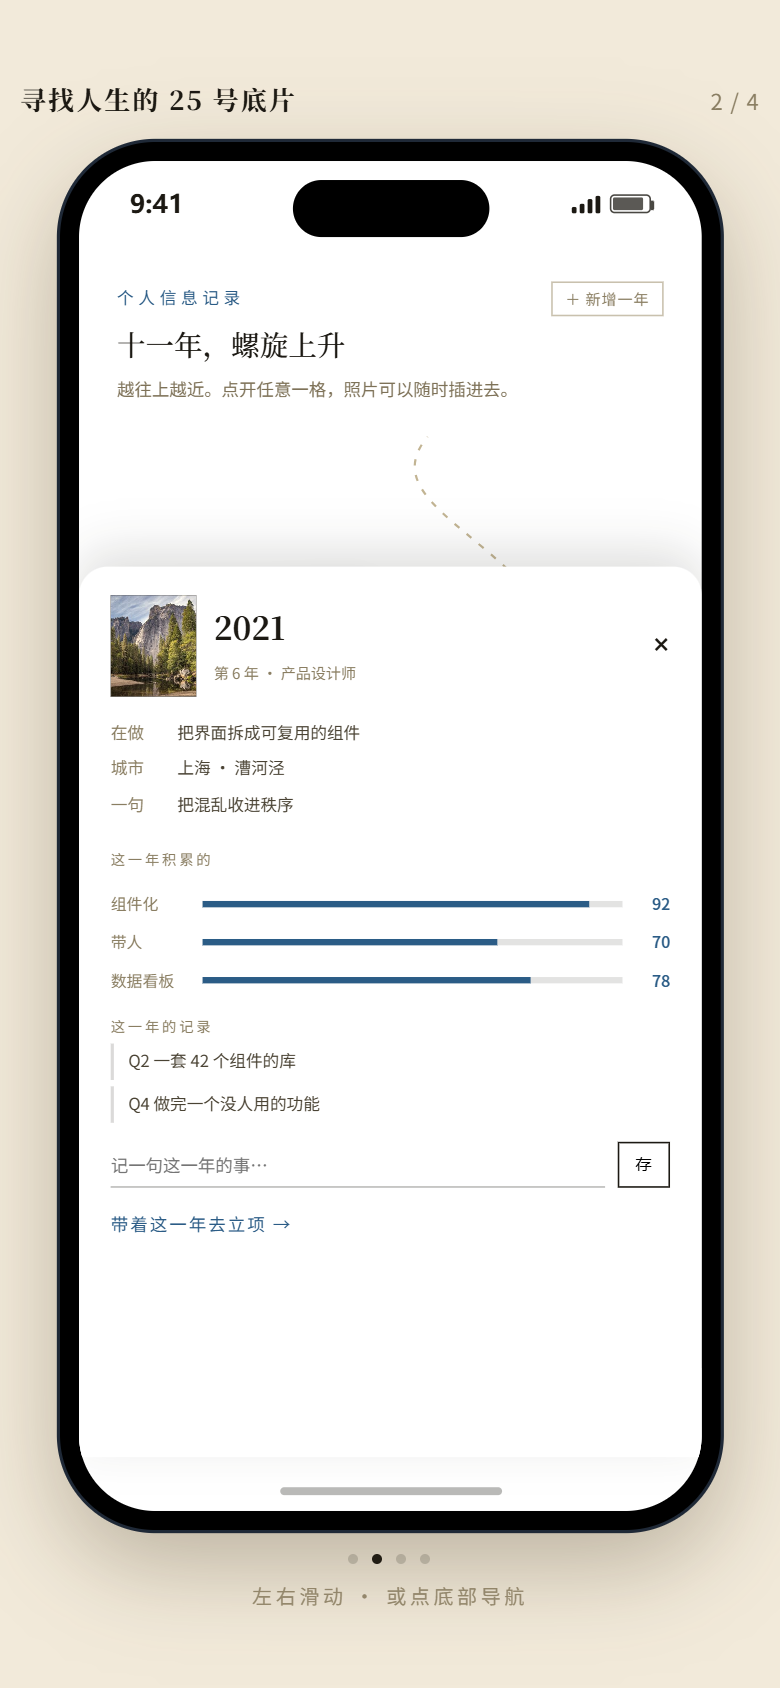 寻找人生的 25 号底片
2 / 4
9:41
个人信息记录
＋ 新增一年
十一年，螺旋上升
越往上越近。点开任意一格，照片可以随时插进去。
2021
×
第 6 年 · 产品设计师
在做 把界面拆成可复用的组件
城市 上海 · 漕河泾
一句 把混乱收进秩序
这一年积累的
组件化 92
带人 70
数据看板 78
这一年的记录
Q2 一套 42 个组件的库
Q4 做完一个没人用的功能
记一句这一年的事…
存
带着这一年去立项 →
左右滑动 · 或点底部导航